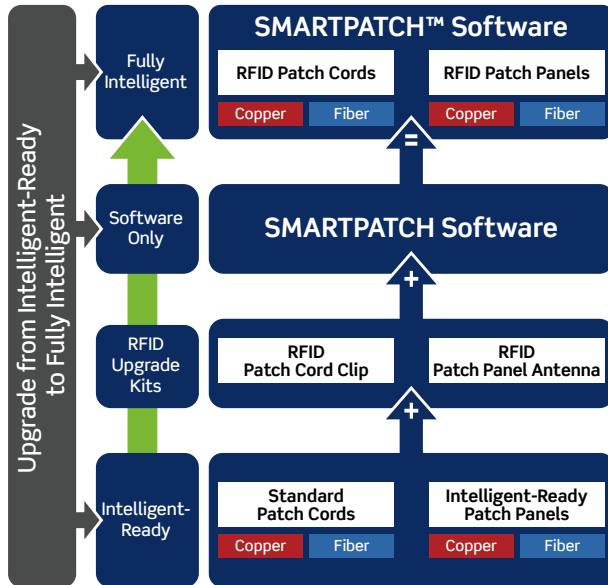 Upgrade from Intelligent-Ready
to Fully Intelligent
Fully
Intelligent
SMARTPATCH™ Software
RFID Patch Cords
RFID Patch Panels
Copper
Fiber
Copper
Fiber
=
Software
Only
SMARTPATCH Software
+
RFID
Upgrade
Kits
RFID
Patch Cord Clip
RFID
Patch Panel Antenna
+
Intelligent-
Ready
Standard
Patch Cords
Intelligent-Ready
Patch Panels
Copper
Fiber
Copper
Fiber